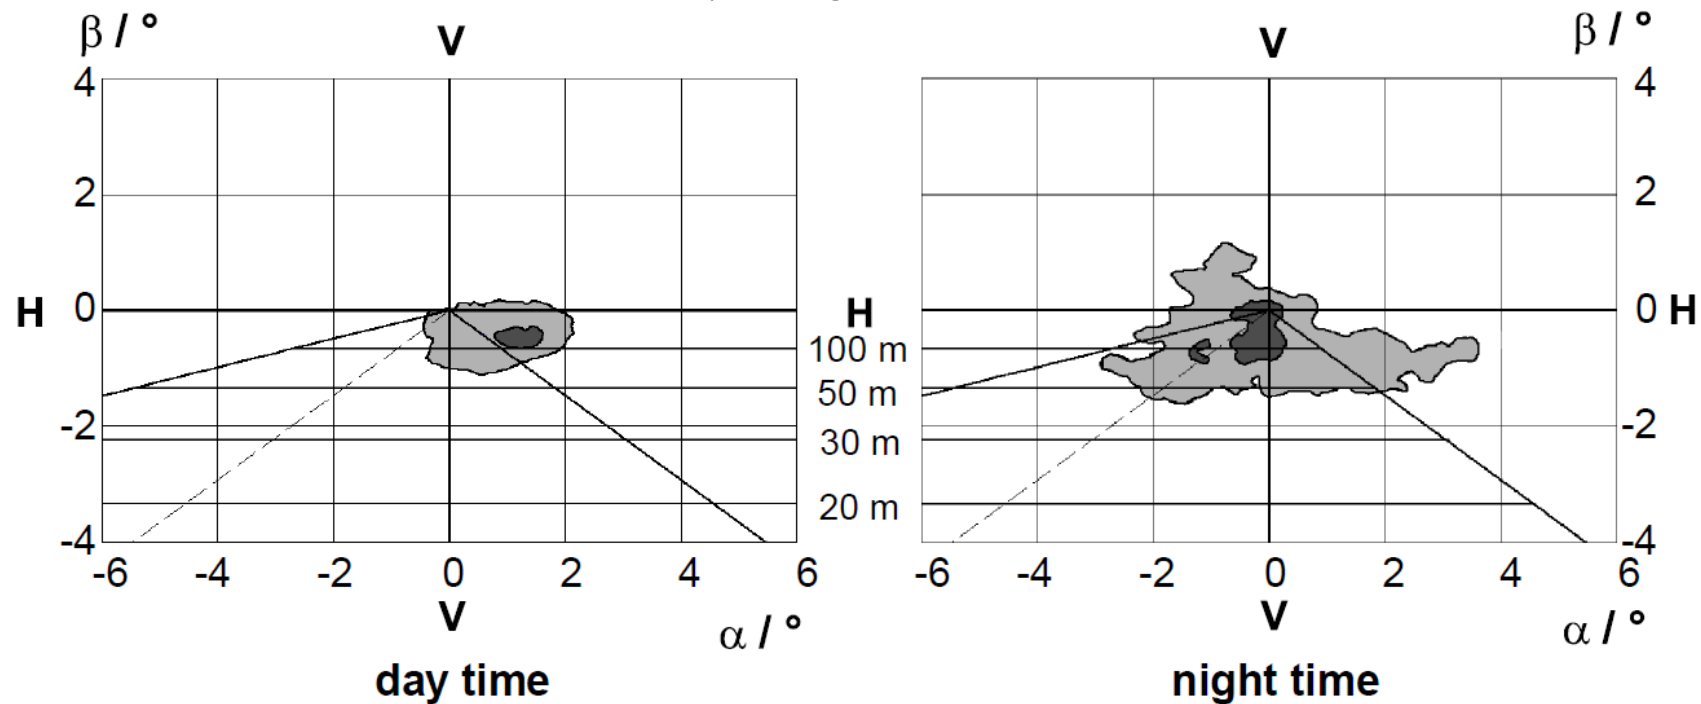 β / °
V
4
2
0
-2
-4
H
-6 -4 -2 0 2 4 6
V
α / °
day time
100 m
50 m
30 m
20 m
V
β / °
H
4
2
0 H
-2
-4
-6 -4 -2 0 2 4 6
V
α / °
night time